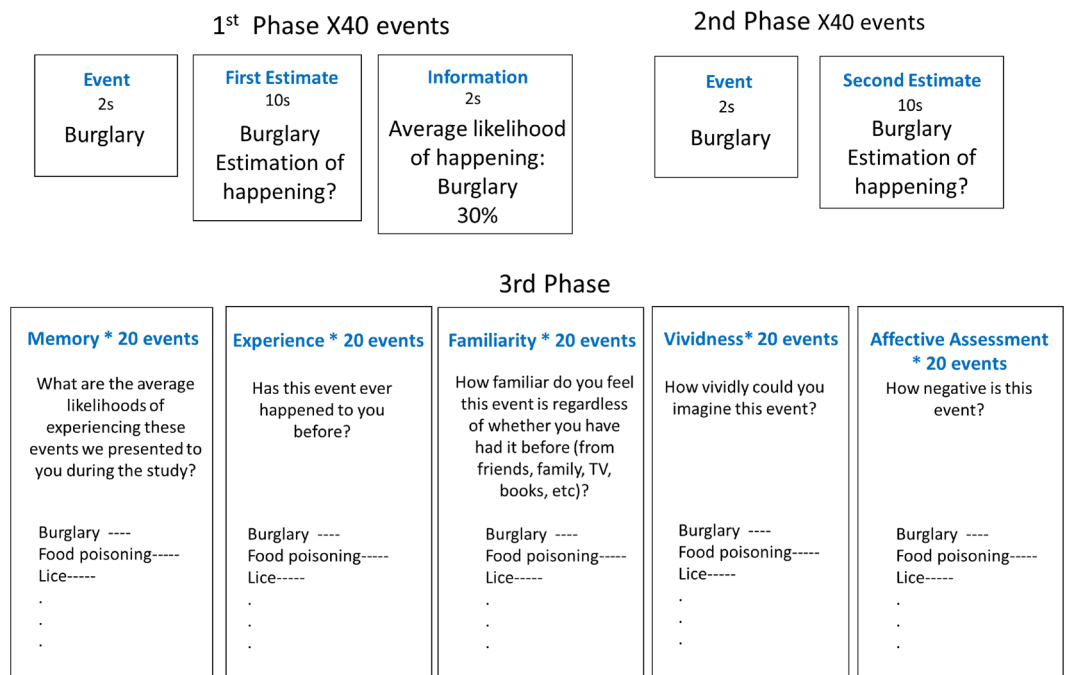 1st Phase X40 events
Event
2s
Burglary
First Estimate
10s
Burglary
Estimation of
happening?
Information
2s
Average likelihood
of happening:
Burglary
30%
2nd Phase X40 events
Event
2s
Burglary
Second Estimate
10s
Burglary
Estimation of
happening?
3rd Phase
Memory * 20 events
What are the average
likelihoods of
experiencing these
events we presented to
you during the study?
Burglary ----
Food poisoning-----
Lice-----
.
.
.
Experience * 20 events
Has this event ever
happened to you
before?
Burglary ----
Food poisoning-----
Lice-----
.
.
.
Familiarity * 20 events
How familiar do you feel
this event is regardless
of whether you have
had it before (from
friends, family, TV,
books, etc)?
Burglary ----
Food poisoning-----
Lice-----
.
.
.
Vividness* 20 events
How vividly could you
imagine this event?
Burglary ----
Food poisoning-----
Lice-----
.
.
.
Affective Assessment
* 20 events
How negative is this
event?
Burglary ----
Food poisoning-----
Lice-----
.
.
.